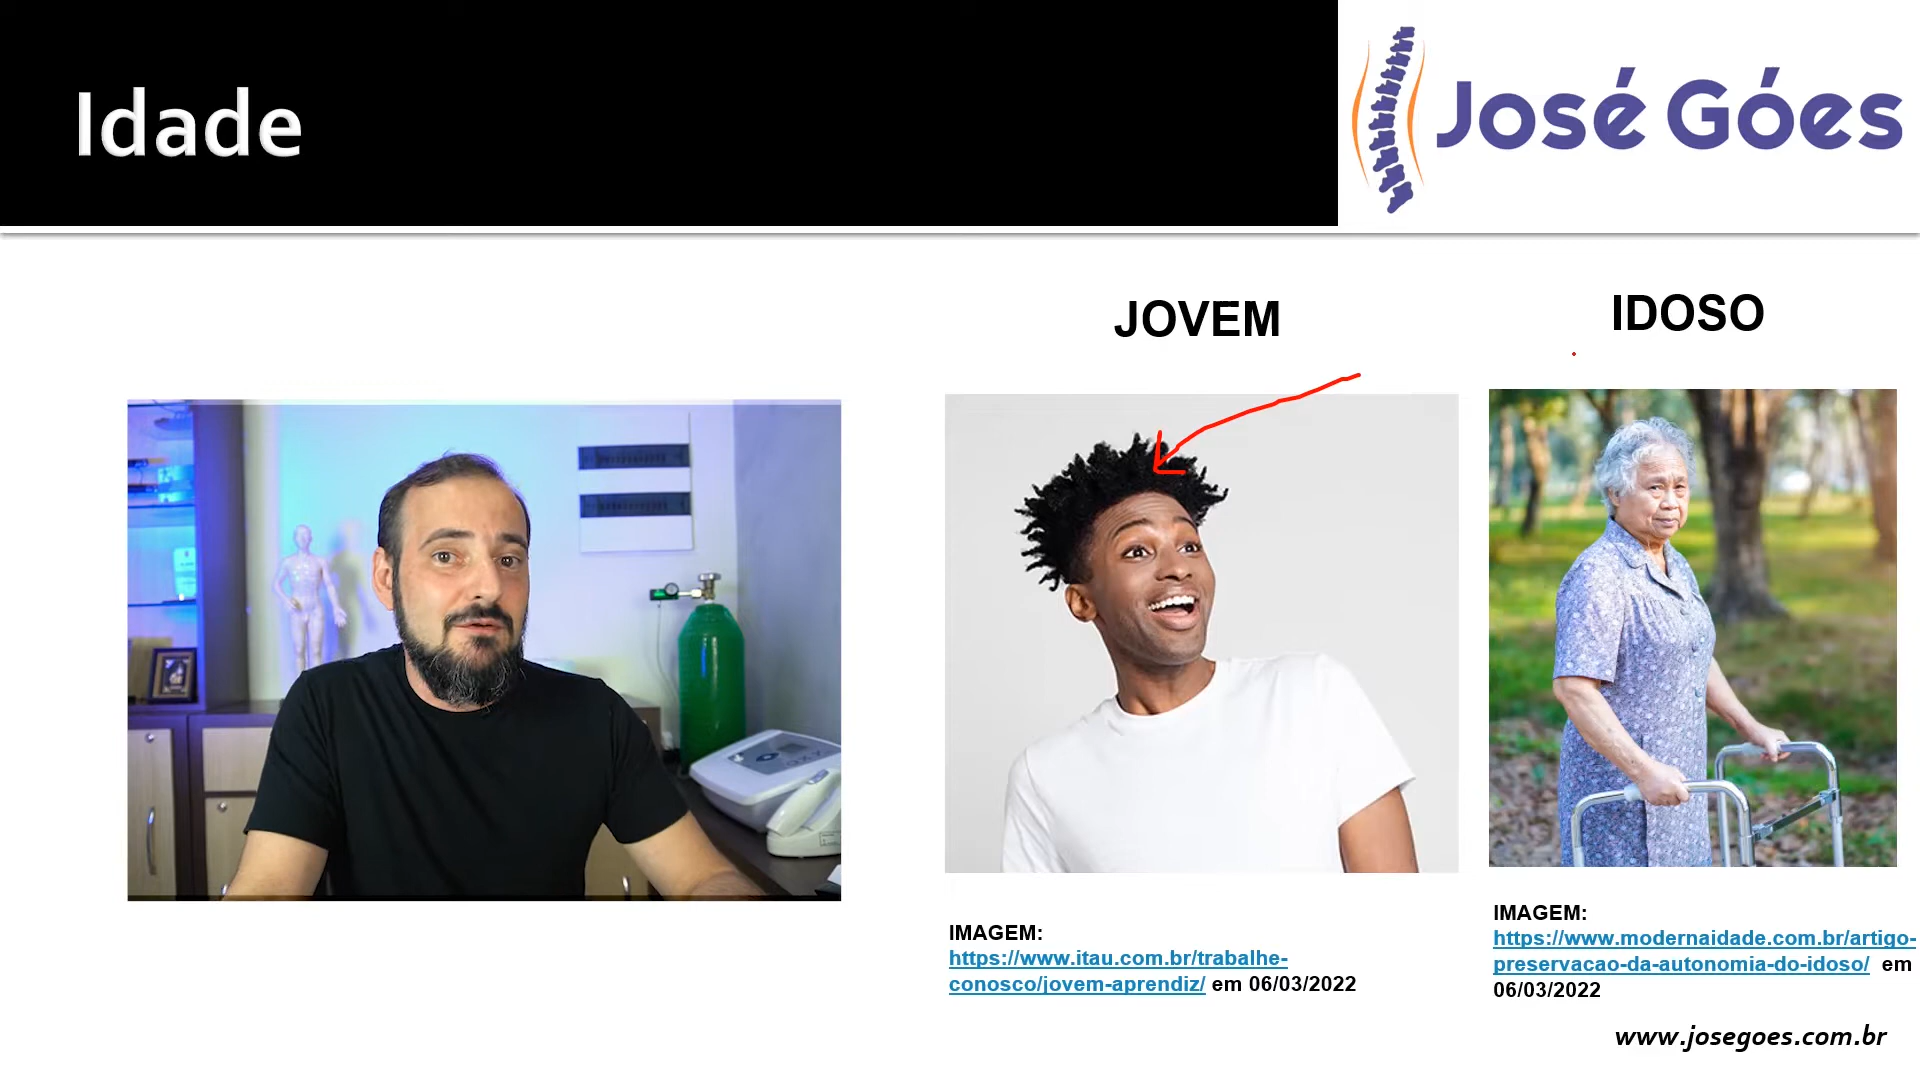 Idade
José Góes
JOVEM
IDOSO
IMAGEM:
https://www.itau.com.br/trabalhe-
conosco/jovem-aprendiz/ em 06/03/2022
IMAGEM:
https://www.modernaidade.com.br/artigo-
preservacao-da-autonomia-do-idoso/ em
06/03/2022
www.josegoes.com.br